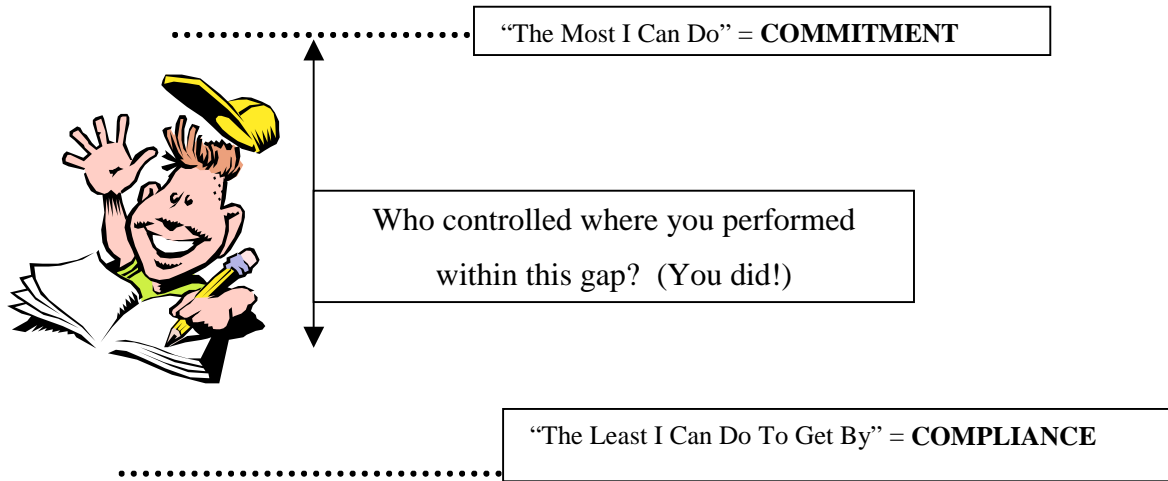 “The Most I Can Do” = COMMITMENT
Who controlled where you performed
within this gap? (You did!)
“The Least I Can Do To Get By” = COMPLIANCE